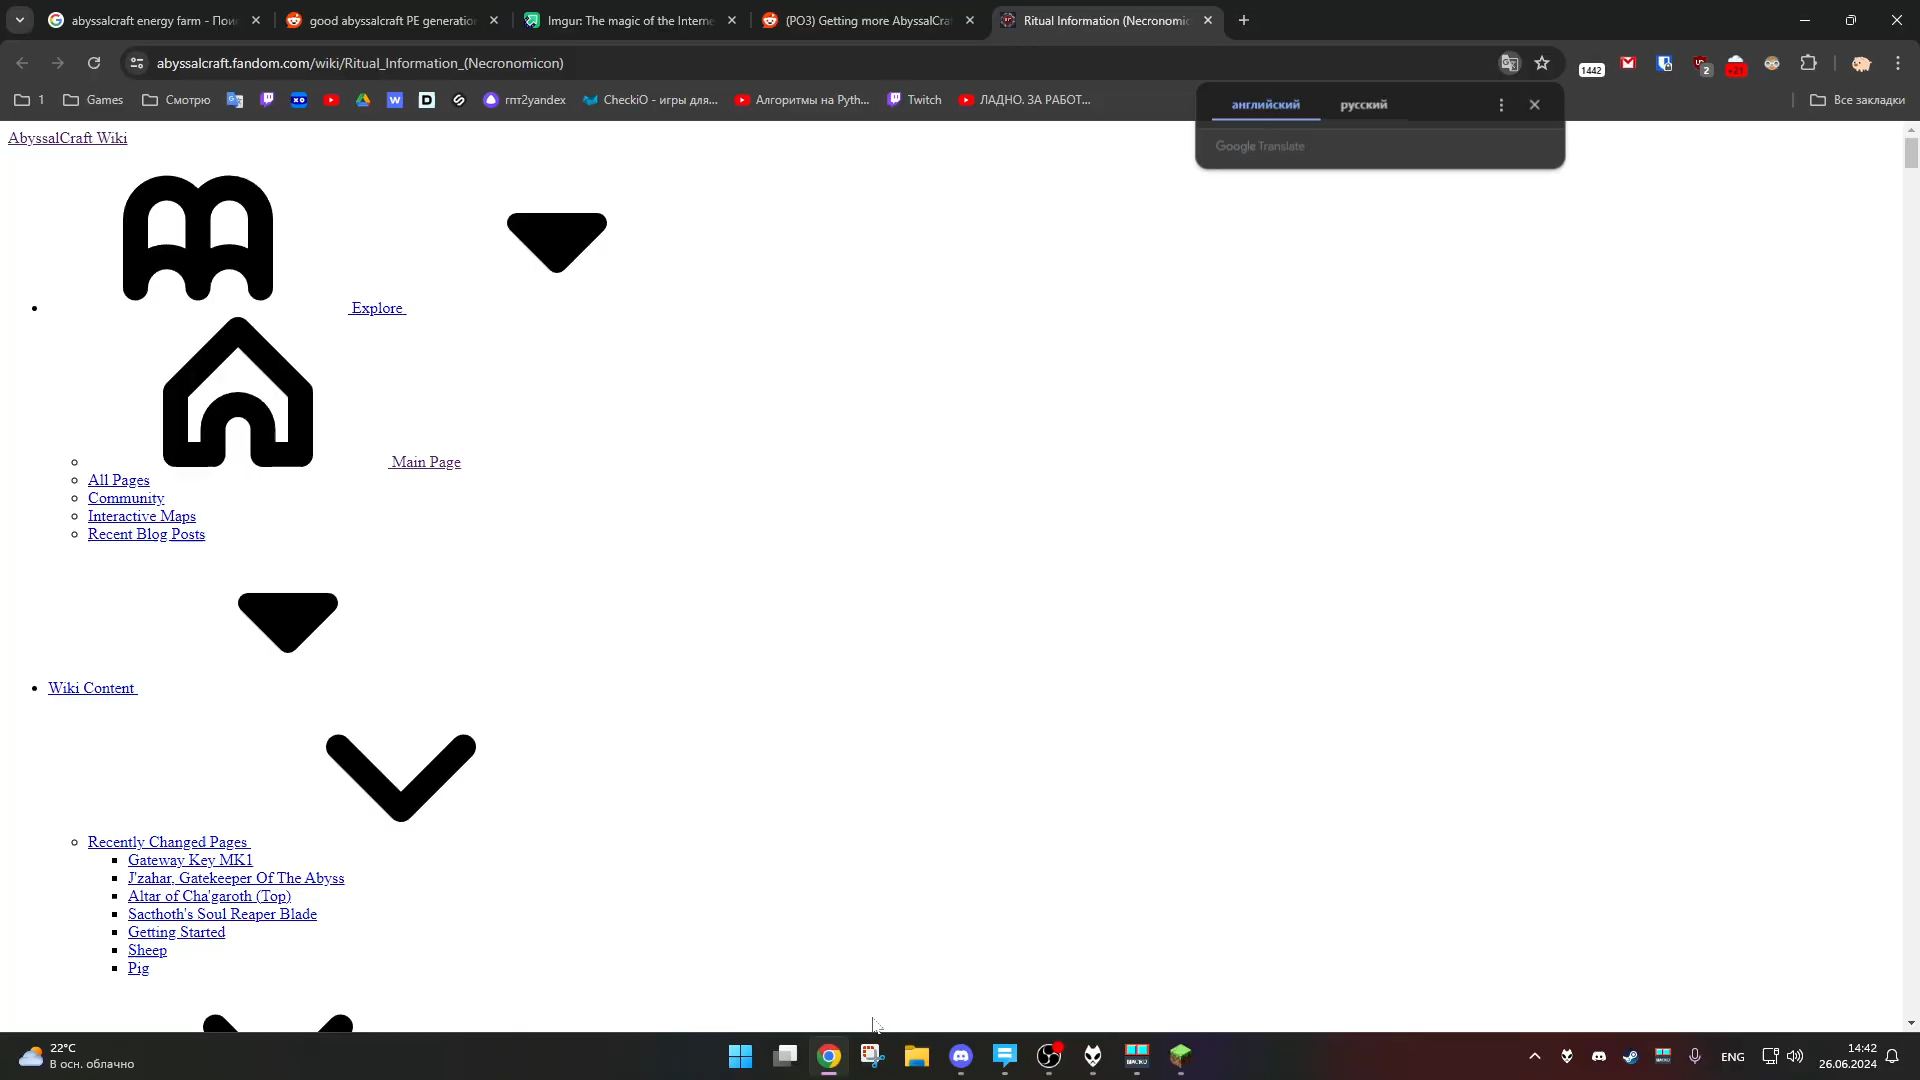 abyssalcraft energy farm - Пои
good abyssalcraft PE generatio
Imgur: The magic of the Interne
(PO3) Getting more AbyssalCra
Ritual Information (Necronomic
abyssalcraft.fandom.com/wiki/Ritual_Information_(Necronomicon)
1442
2
+21
1
Games
Смотрю
гпт2yandex
CheckiO - игры для...
Алгоритмы на Pyth...
Twitch
ЛАДНО. ЗА РАБОТ...
Все закладки
английский
русский
Google Translate
AbyssalCraft Wiki
Explore
Main Page
All Pages
Community
Interactive Maps
Recent Blog Posts
Wiki Content
Recently Changed Pages
Gateway Key MK1
J'zahar, Gatekeeper Of The Abyss
Altar of Cha'garoth (Top)
Sacthoth's Soul Reaper Blade
Getting Started
Sheep
Pig
22°C
В осн. облачно
ENG
14:42
26.06.2024